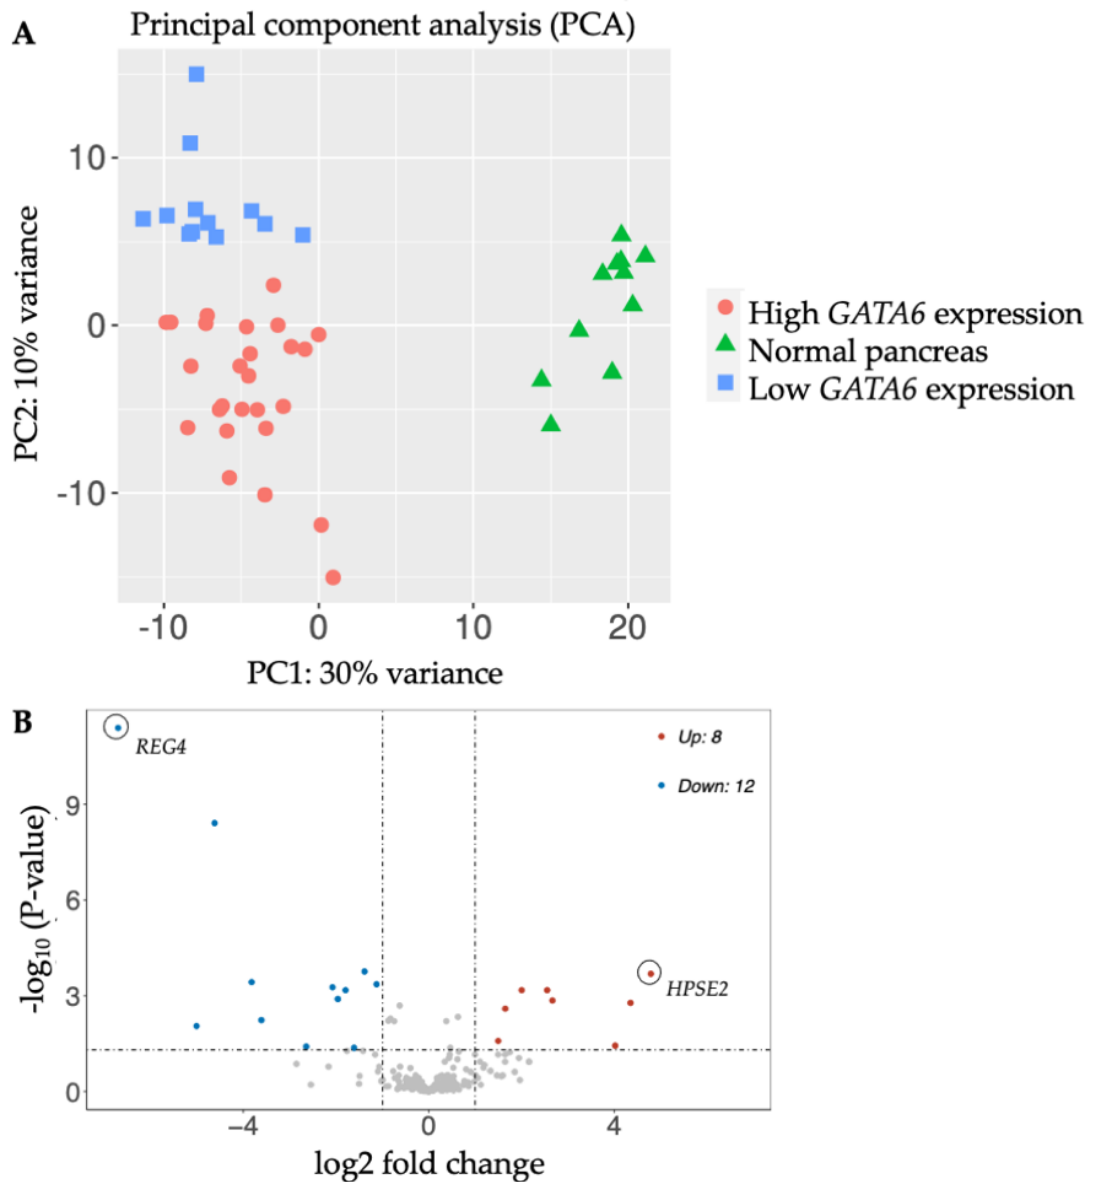 A
Principal component analysis (PCA)
10
0
-10
PC2: 10% variance
-10
0
10
20
PC1: 30% variance
High GATA6 expression
Normal pancreas
Low GATA6 expression
B
REG4
Up: 8
Down: 12
HPSE2
9
6
3
0
-log10 (P-value)
−4
0
4
log2 fold change